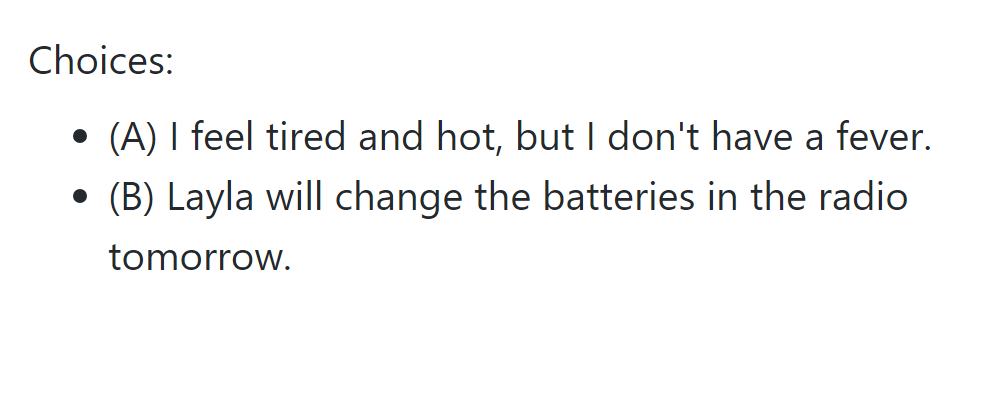 Choices:
(A) I feel tired and hot, but I don't have a fever.
(B) Layla will change the batteries in the radio
tomorrow.